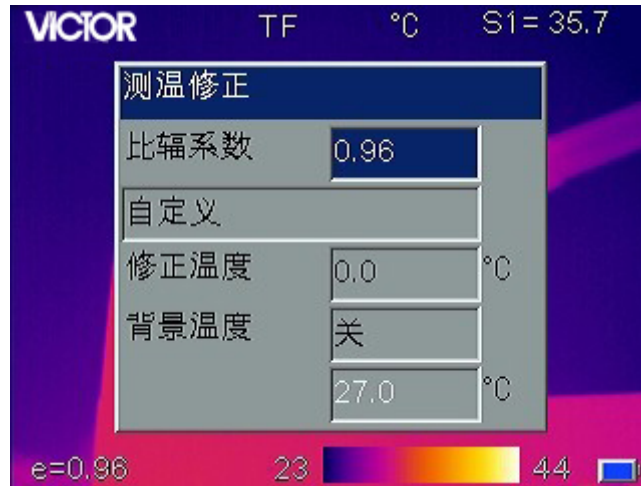 VICTOR TF °C S1= 35.7
测温修正
比辐系数 0.96
自定义
修正温度 0.0 °C
背景温度 关
27.0 °C
e=0.96 23 44